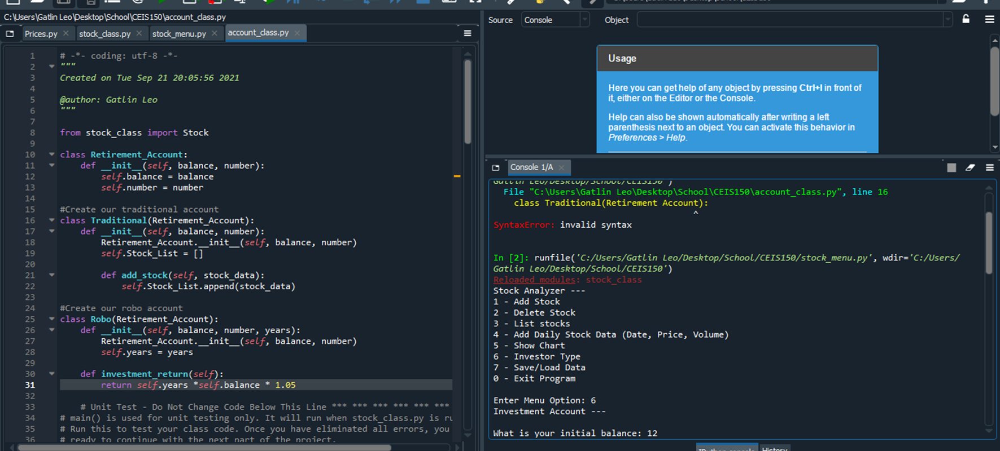 C:\Users\Gatlin Leo\Desktop\School\CEIS150\account_class.py
Prices.py
stock_class.py
stock_menu.py
account_class.py
1 # -*- coding: utf-8 -*-
2 """
3 Created on Tue Sep 21 20:05:56 2021
4
5 @author: Gatlin Leo
6 """
7
8 from stock_class import Stock
9
10 class Retirement_Account:
11 def __init__(self, balance, number):
12 self.balance = balance
13 self.number = number
14
15 #Create our traditional account
16 class Traditional(Retirement_Account):
17 def __init__(self, balance, number):
18 Retirement_Account.__init__(self, balance, number)
19 self.Stock_List = []
20
21 def add_stock(self, stock_data):
22 self.Stock_List.append(stock_data)
23
24 #Create our robo account
25 class Robo(Retirement_Account):
26 def __init__(self, balance, number, years):
27 Retirement_Account.__init__(self, balance, number)
28 self.years = years
29
30 def investment_return(self):
31 return self.years *self.balance * 1.05
32
33 # Unit Test - Do Not Change Code Below This Line *** *** *** *** *** ***
34 # main() is used for unit testing only. It will run when stock_class.py is ru
35 # Run this to test your class code. Once you have eliminated all errors, you
36 # ready to continue with the next part of the project.
Source Console Object
Usage
Here you can get help of any object by pressing Ctrl+I in front of
it, either on the Editor or the Console.
Help can also be shown automatically after writing a left
parenthesis next to an object. You can activate this behavior in
Preferences > Help.
Console 1/A
Gatlin Leo/Desktop/School/CEIS150')
File "C:\Users\Gatlin Leo\Desktop\School\CEIS150\account_class.py", line 16
class Traditional(Retirement Account):
^
SyntaxError: invalid syntax
In [2]: runfile('C:/Users/Gatlin Leo/Desktop/School/CEIS150/stock_menu.py', wdir='C:/Users/
Gatlin Leo/Desktop/School/CEIS150')
Reloaded modules: stock_class
Stock Analyzer ---
1 - Add Stock
2 - Delete Stock
3 - List stocks
4 - Add Daily Stock Data (Date, Price, Volume)
5 - Show Chart
6 - Investor Type
7 - Save/Load Data
0 - Exit Program
Enter Menu Option: 6
Investment Account ---
What is your initial balance: 12
IPython console
History